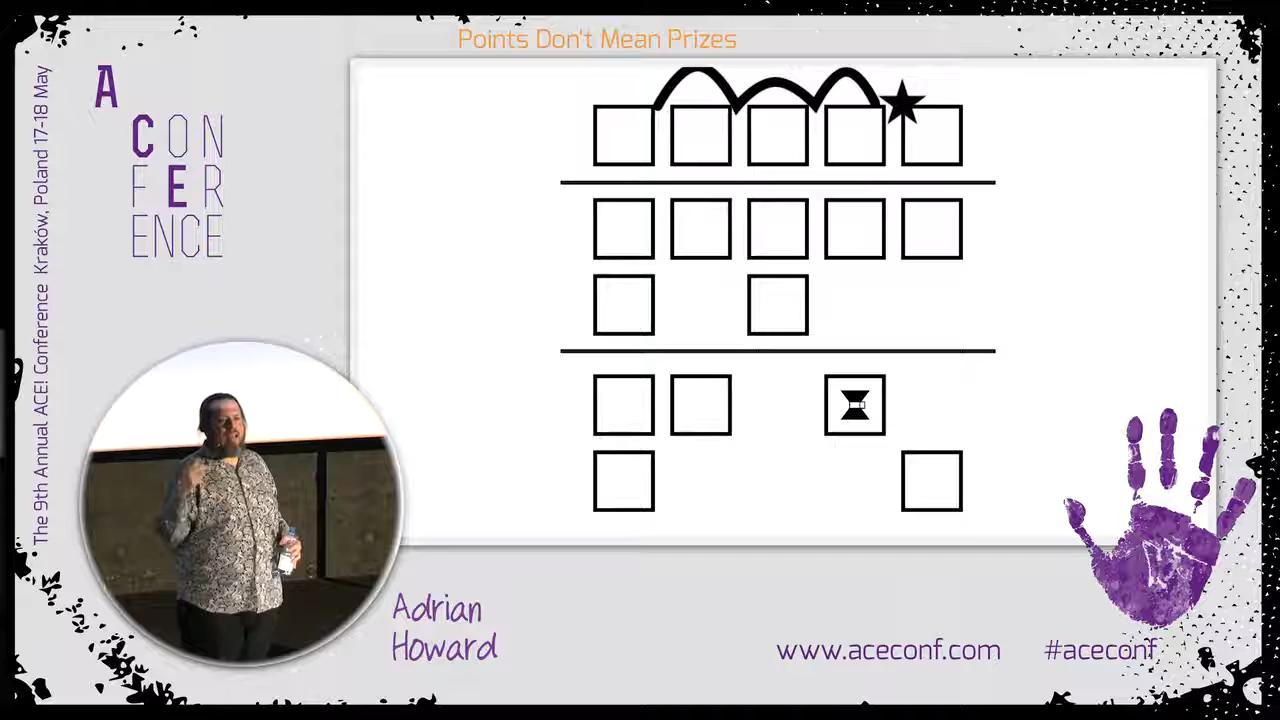 Points Don't Mean Prizes
The 9th Annual ACE! Conference Kraków, Poland 17-18 May
A
CON
FER
ENCE
Adrian
Howard
www.aceconf.com
#aceconf